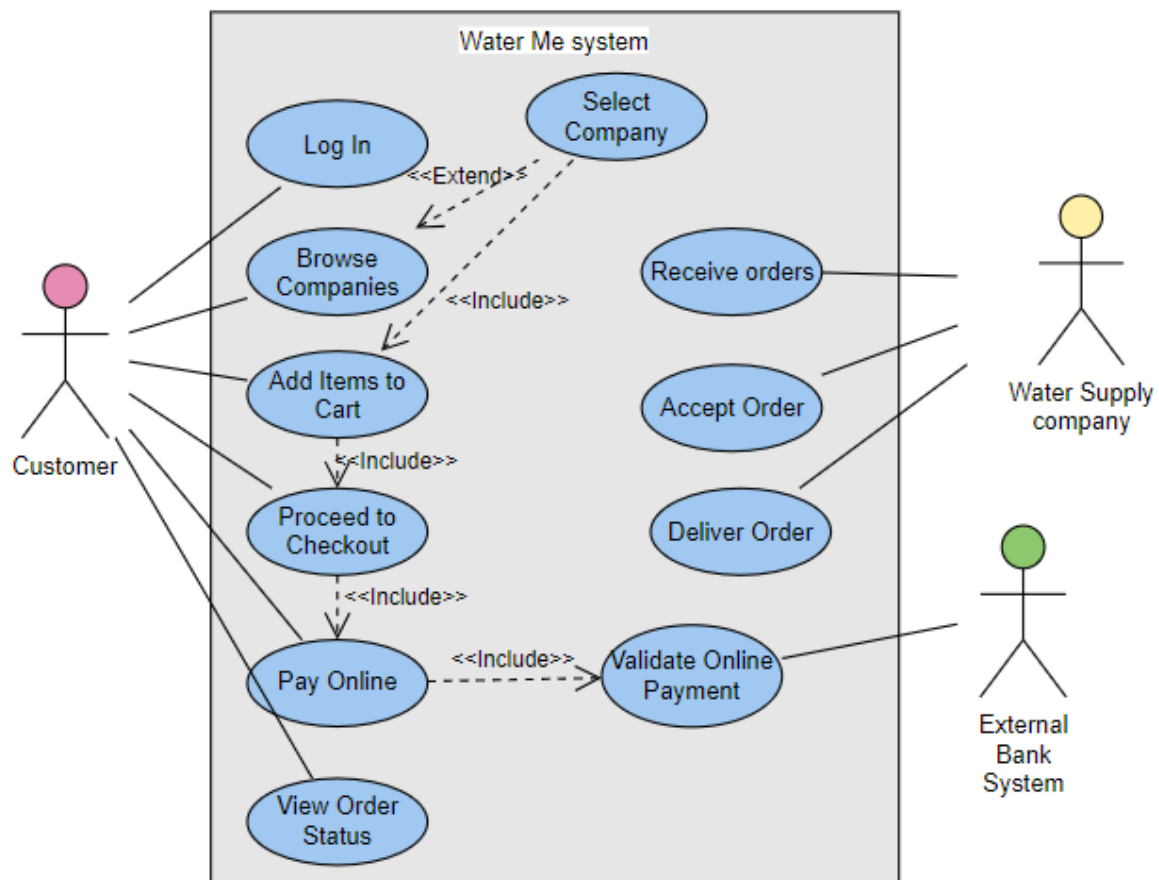 Water Me system
Select
Company
Log In
<<Extend>>
Browse
Companies
Receive orders
<<Include>>
Add Items to
Cart
Accept Order
Water Supply
company
Customer
<<Include>>
Proceed to
Checkout
Deliver Order
<<Include>>
Pay Online
<<Include>>
Validate Online
Payment
External
Bank
System
View Order
Status